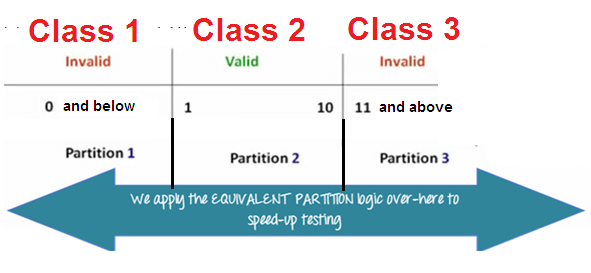 Class 1 Class 2 Class 3
Invalid Valid Invalid
0 and below 1 10 11 and above
Partition 1 Partition 2 Partition 3
We apply the EQUIVALENT PARTITION logic over-here to
speed-up testing